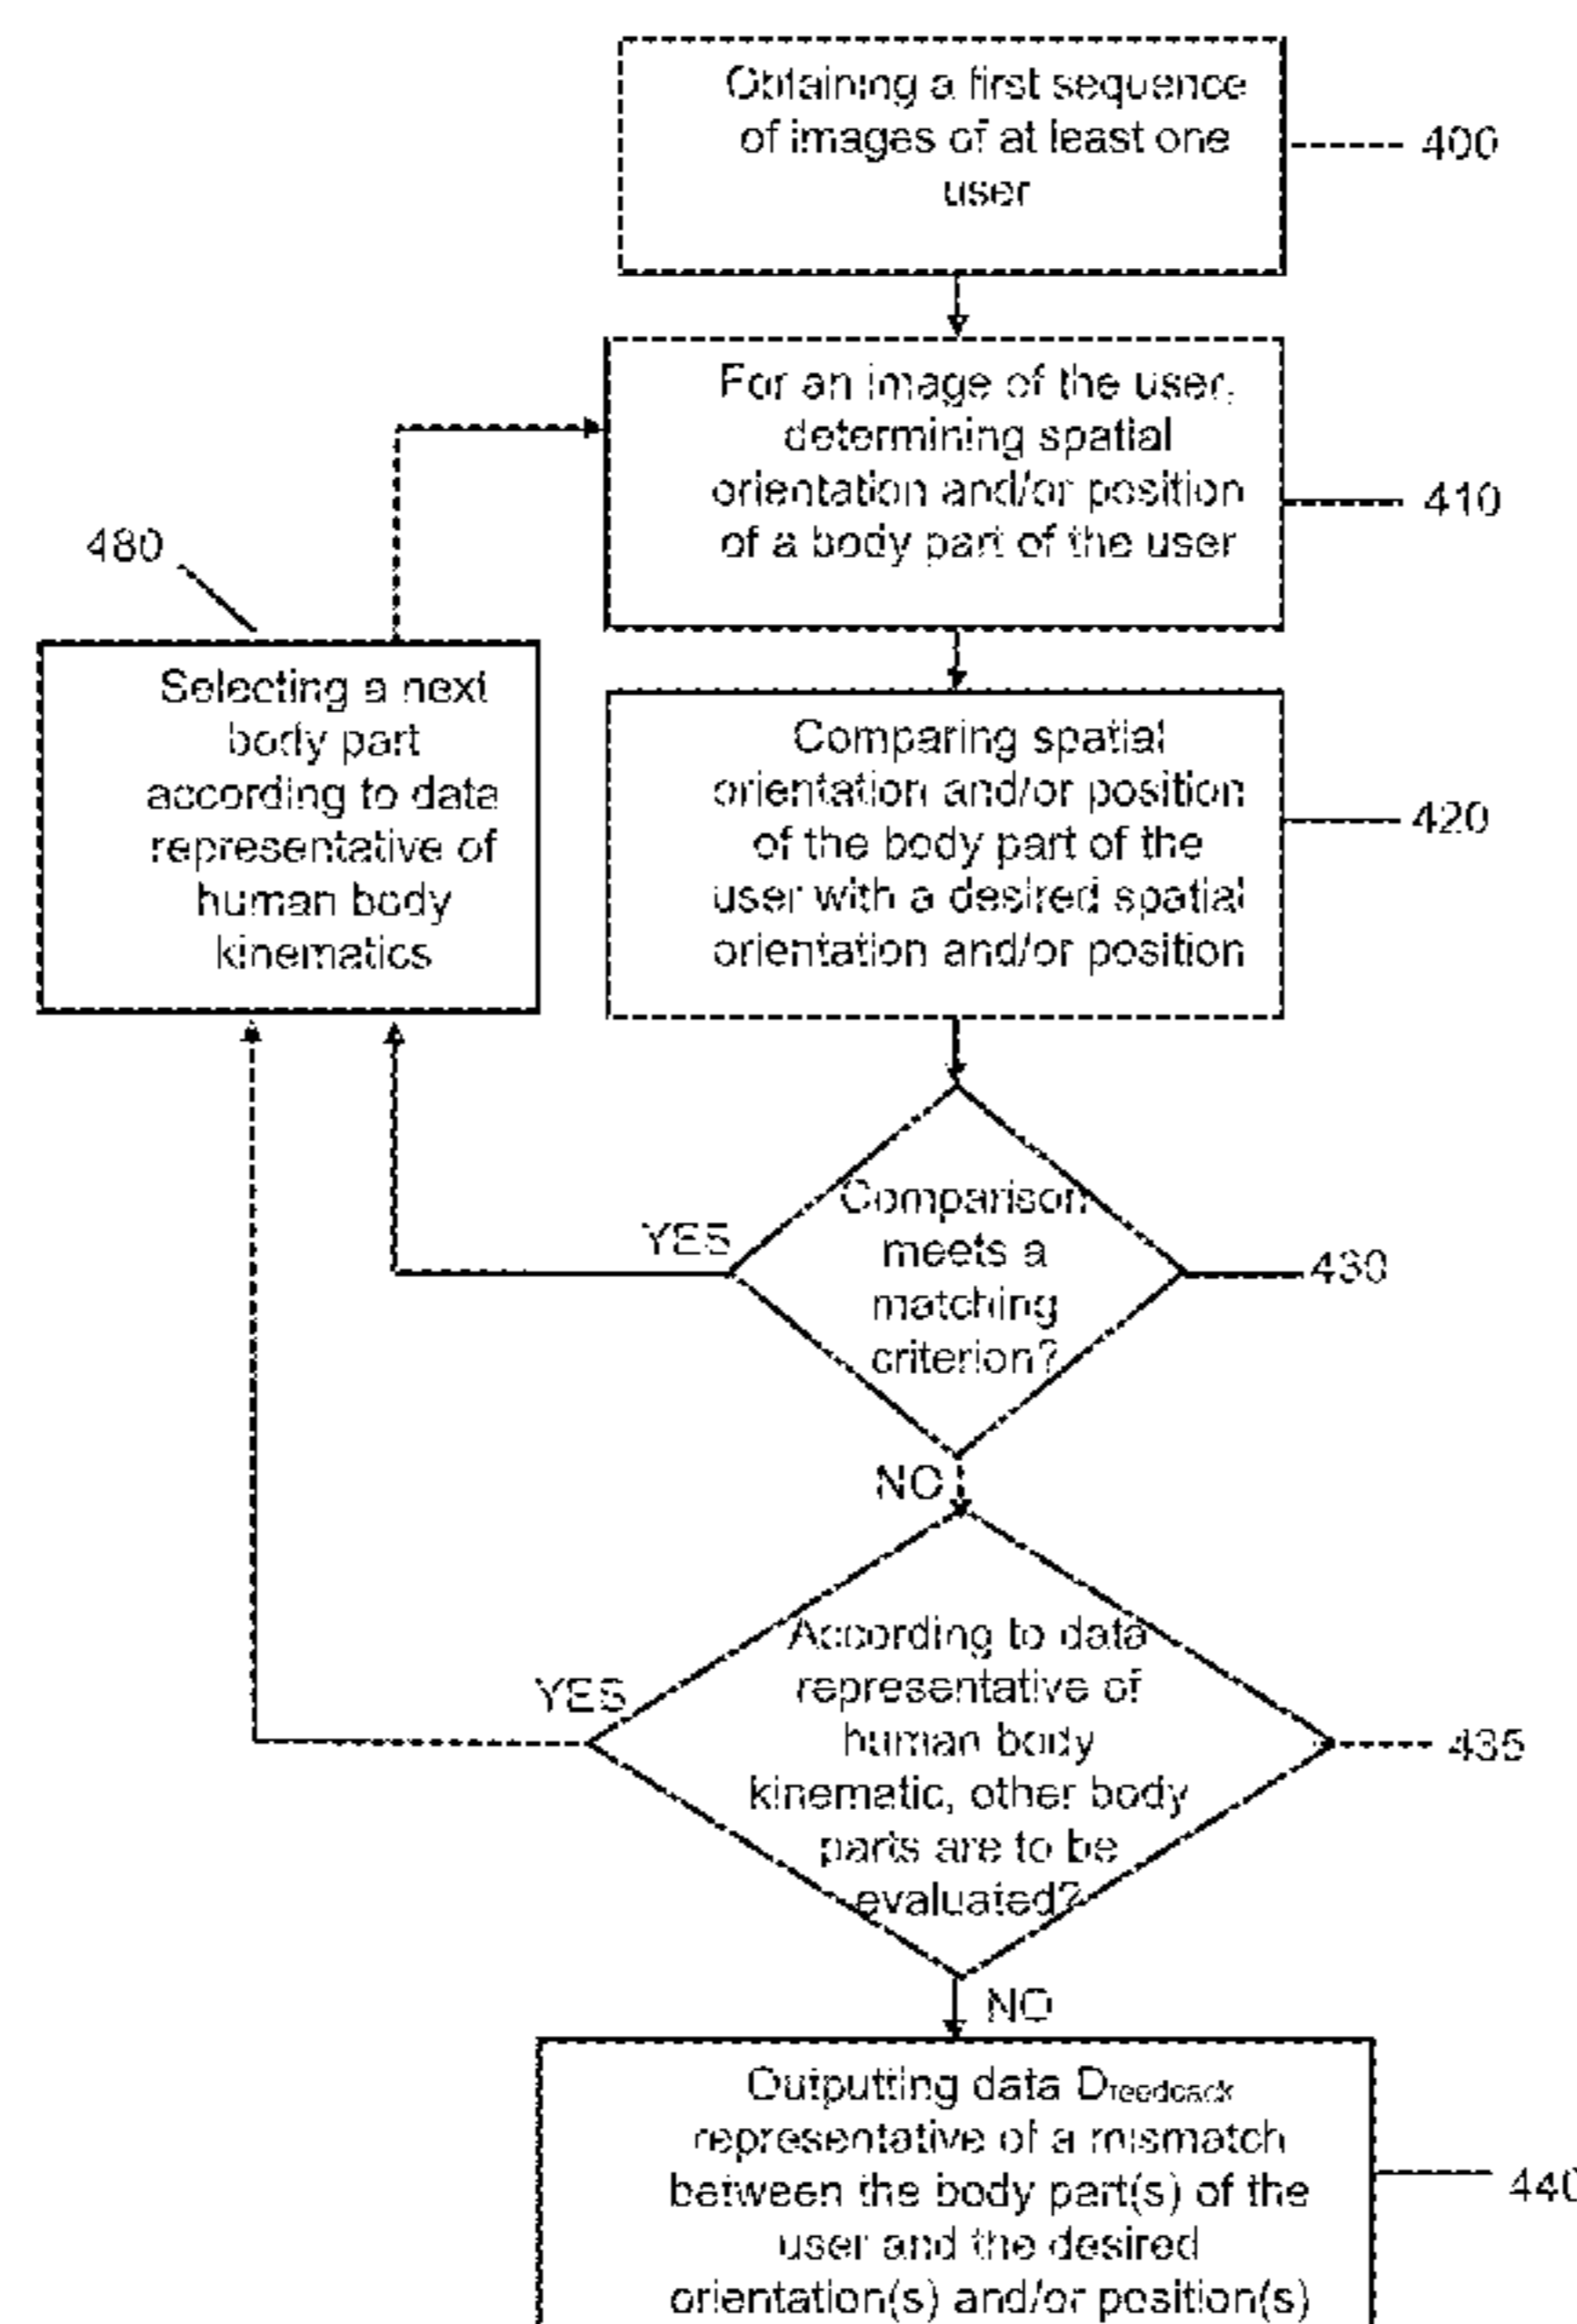 Obtaining a first sequence
of images of at least one
user
400
For an image of the user,
determining spatial
orientation and/or position
of a body part of the user
410
480
Selecting a next
body part
according to data
representative of
human body
kinematics
Comparing spatial
orientation and/or position
of the body part of the
user with a desired spatial
orientation and/or position
420
Comparison
meets a
matching
criterion?
YES
430
NO
According to data
representative of
human body
kinematic, other body
parts are to be
evaluated?
YES
435
NO
Outputting data Dfeedback
representative of a mismatch
between the body part(s) of the
user and the desired
orientation(s) and/or position(s)
440